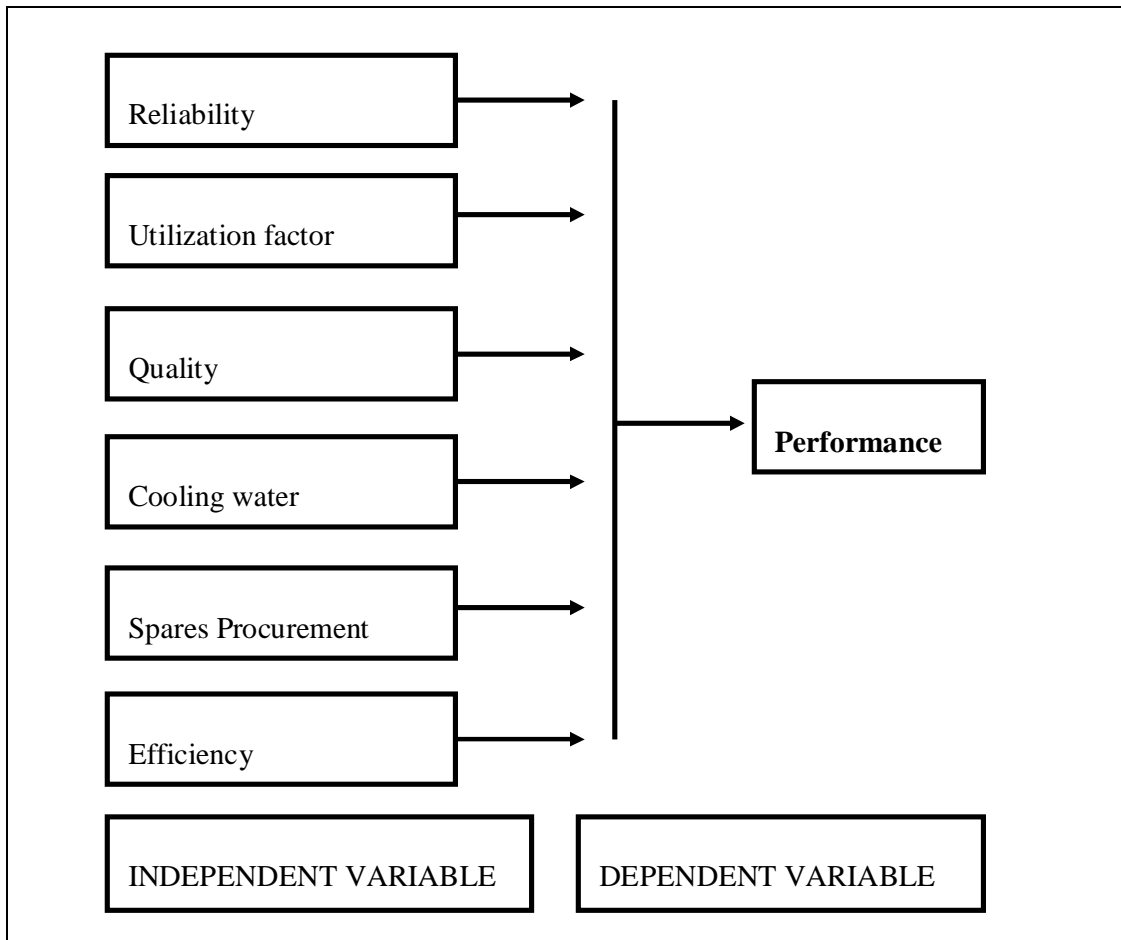 Reliability
Utilization factor
Quality
Cooling water
Spares Procurement
Efficiency
Performance
INDEPENDENT VARIABLE
DEPENDENT VARIABLE